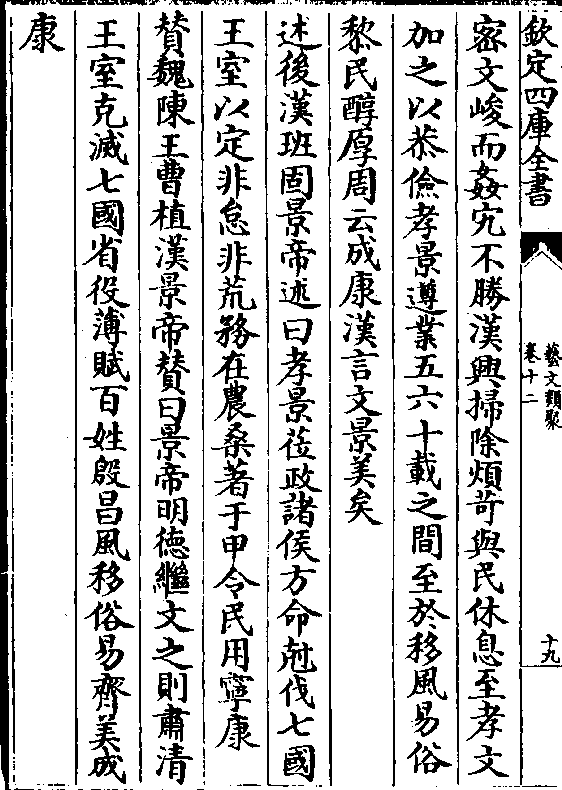 欽定四庫全書
藝文類聚
卷十二
十九
宻文峻而姦宄不勝漢興掃除煩苛與民休息至孝文
加之以恭儉孝景遵業五六十載之間至於移風易俗
黎民醇厚周云成康漢言文景美矣
述後漢班固景帝述曰孝景莅政諸侯方命尅伐七國
王室以定非怠非荒務在農桑著于甲令民用寧康
賛魏陳王曹植漢景帝賛曰景帝明徳繼文之則肅清
王室克滅七國省役薄賦百姓殷昌風移俗易齊美成
康